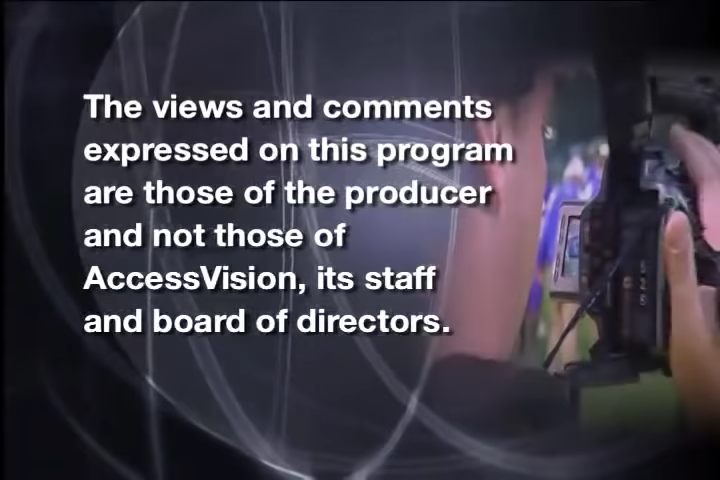 The views and comments
expressed on this program
are those of the producer
and not those of
AccessVision, its staff
and board of directors.